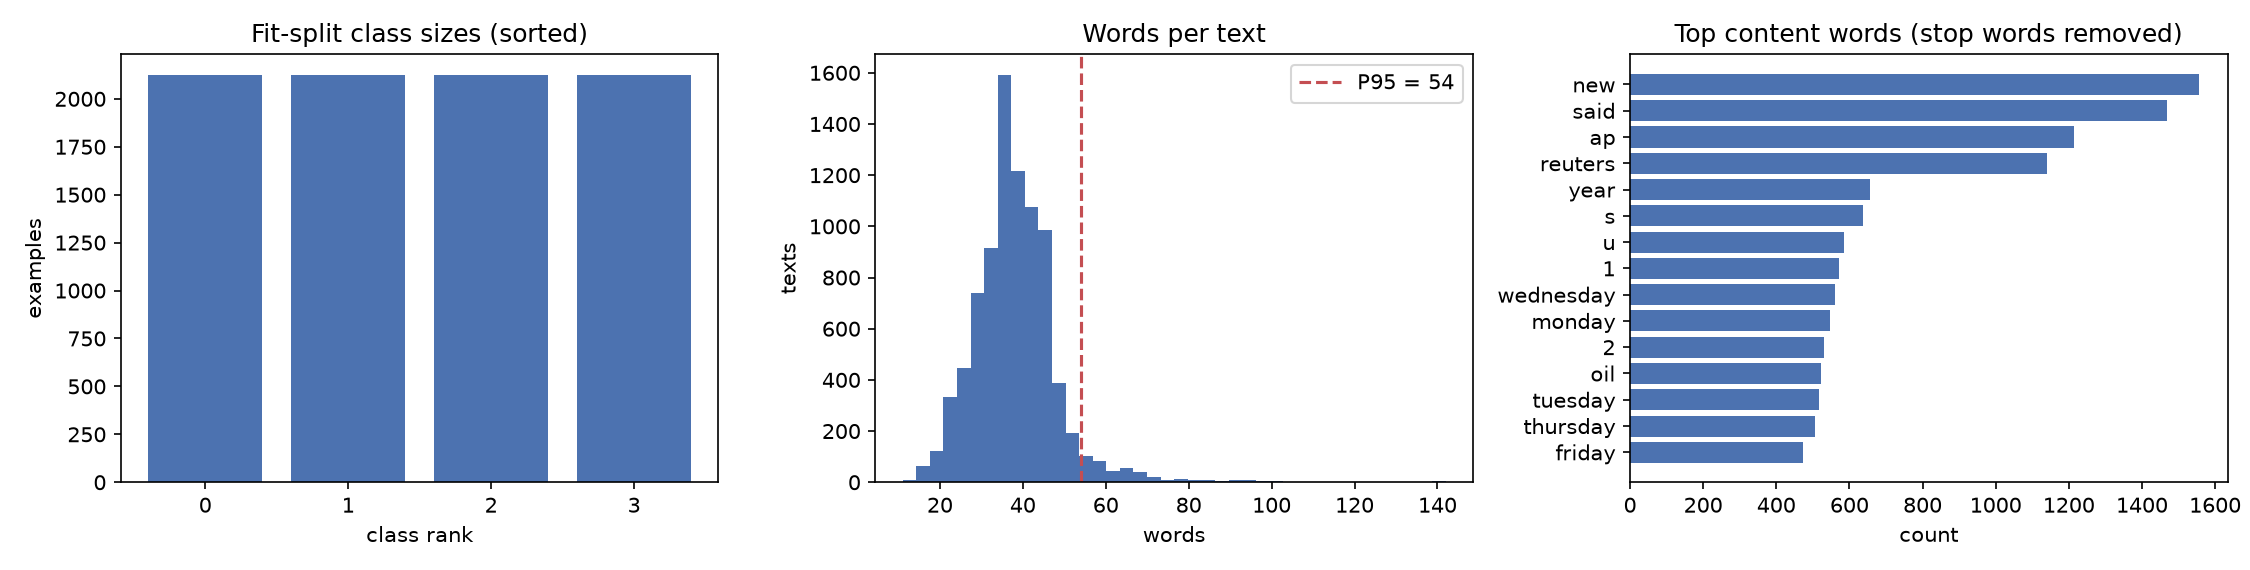 Fit-split class sizes (sorted)
examples
2000
1750
1500
1250
1000
750
500
250
0
0 1 2 3
class rank
Words per text
texts
1600
1400
1200
1000
800
600
400
200
0
P95 = 54
20 40 60 80 100 120 140
words
Top content words (stop words removed)
new
said
ap
reuters
year
s
u
1
wednesday
monday
2
oil
tuesday
thursday
friday
0 200 400 600 800 1000 1200 1400 1600
count